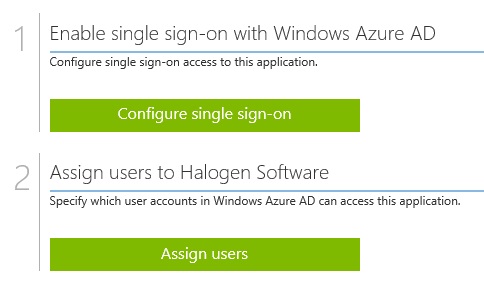 1
Enable single sign-on with Windows Azure AD
Configure single sign-on access to this application.
Configure single sign-on
2
Assign users to Halogen Software
Specify which user accounts in Windows Azure AD can access this application.
Assign users